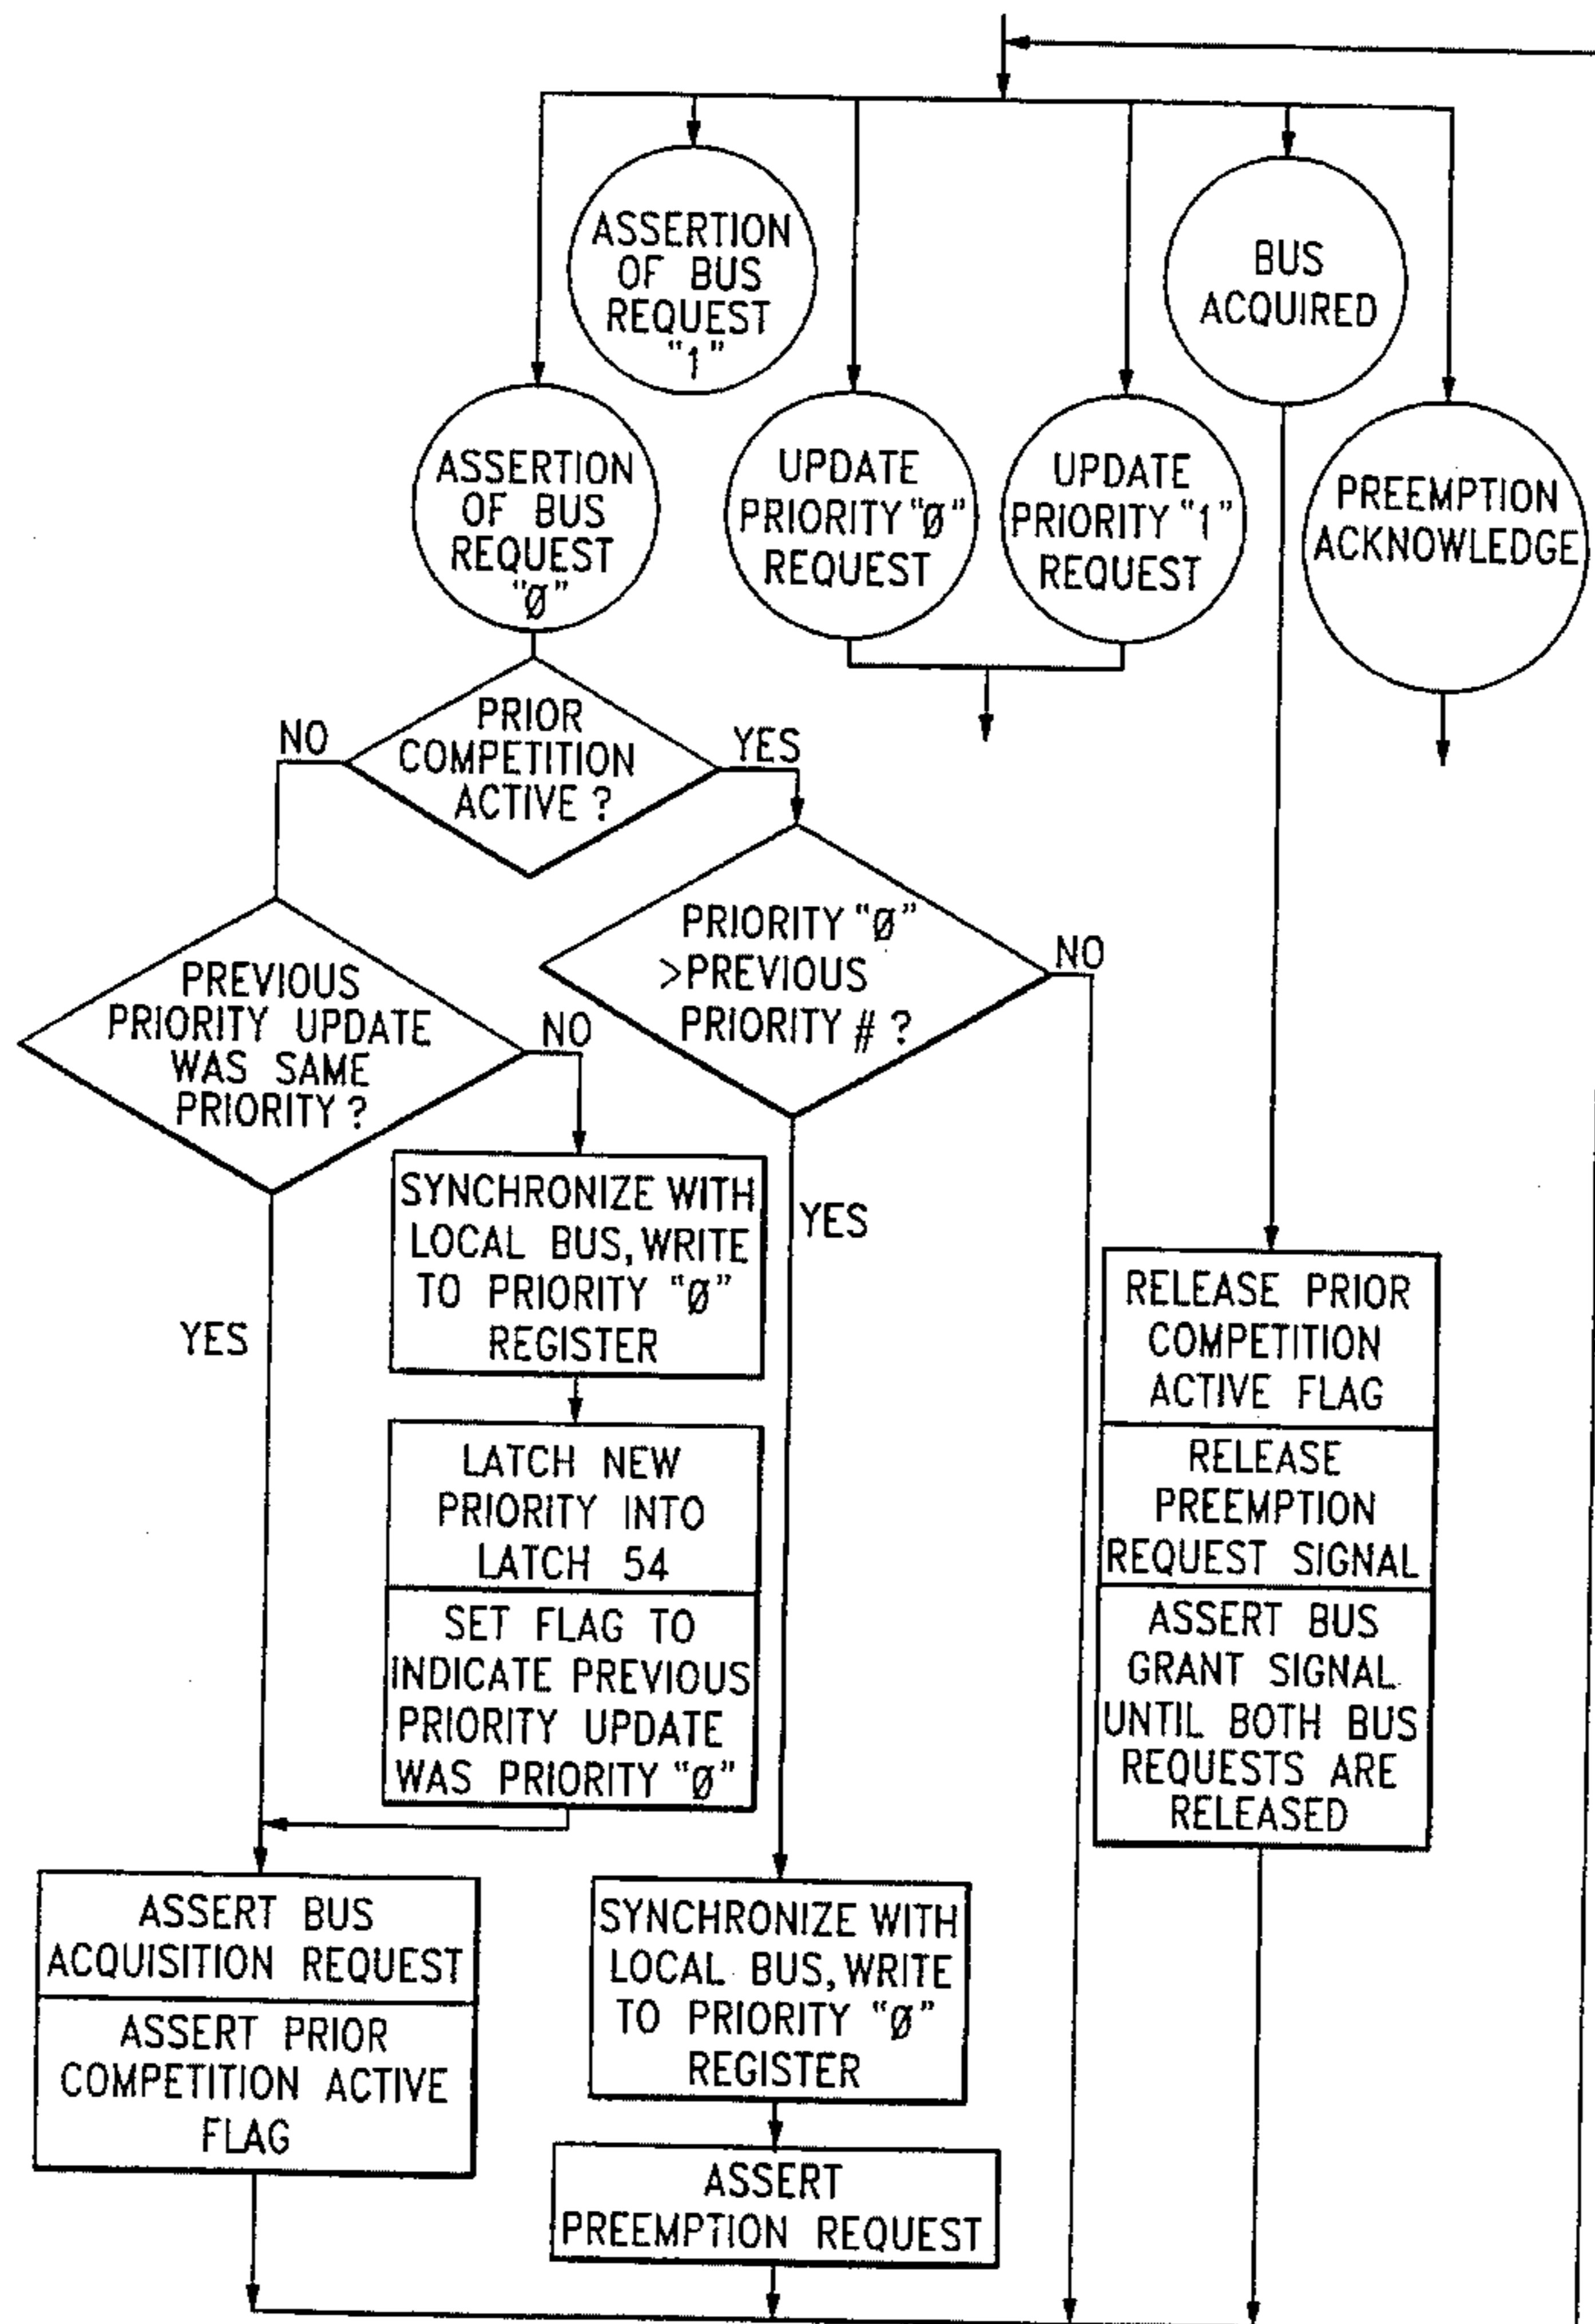 ASSERTION
OF BUS
REQUEST
"1"
BUS
ACQUIRED
ASSERTION
OF BUS
REQUEST
"Ø"
UPDATE
PRIORITY "Ø"
REQUEST
UPDATE
PRIORITY "1"
REQUEST
PREEMPTION
ACKNOWLEDGE
PRIOR
COMPETITION
ACTIVE ?
NO
YES
PREVIOUS
PRIORITY UPDATE
WAS SAME
PRIORITY ?
NO
YES
PRIORITY "Ø"
>PREVIOUS
PRIORITY # ?
NO
YES
SYNCHRONIZE WITH
LOCAL BUS, WRITE
TO PRIORITY "Ø"
REGISTER
LATCH NEW
PRIORITY INTO
LATCH 54
SET FLAG TO
INDICATE PREVIOUS
PRIORITY UPDATE
WAS PRIORITY "Ø"
RELEASE PRIOR
COMPETITION
ACTIVE FLAG
RELEASE
PREEMPTION
REQUEST SIGNAL
ASSERT BUS
GRANT SIGNAL
UNTIL BOTH BUS
REQUESTS ARE
RELEASED
ASSERT BUS
ACQUISITION REQUEST
ASSERT PRIOR
COMPETITION ACTIVE
FLAG
SYNCHRONIZE WITH
LOCAL BUS, WRITE
TO PRIORITY "Ø"
REGISTER
ASSERT
PREEMPTION REQUEST